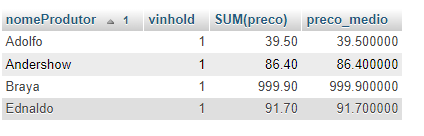 nomeProdutor 1 vinhoId SUM(preco) preco_medio
Adolfo 1 39.50 39.500000
Andershow 1 86.40 86.400000
Braya 1 999.90 999.900000
Ednaldo 1 91.70 91.700000